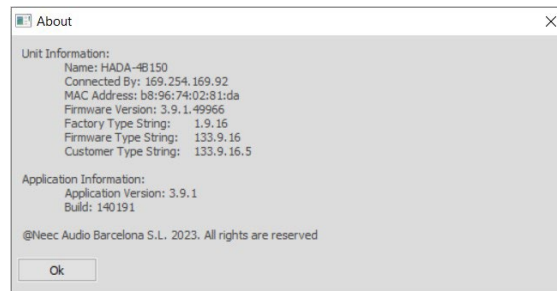 About
Unit Information:
Name: HADA-4B150
Connected By: 169.254.169.92
MAC Address: b8:96:74:02:81:da
Firmware Version: 3.9.1.49966
Factory Type String: 1.9.16
Firmware Type String: 133.9.16
Customer Type String: 133.9.16.5
Application Information:
Application Version: 3.9.1
Build: 140191
@Neec Audio Barcelona S.L. 2023. All rights are reserved
Ok